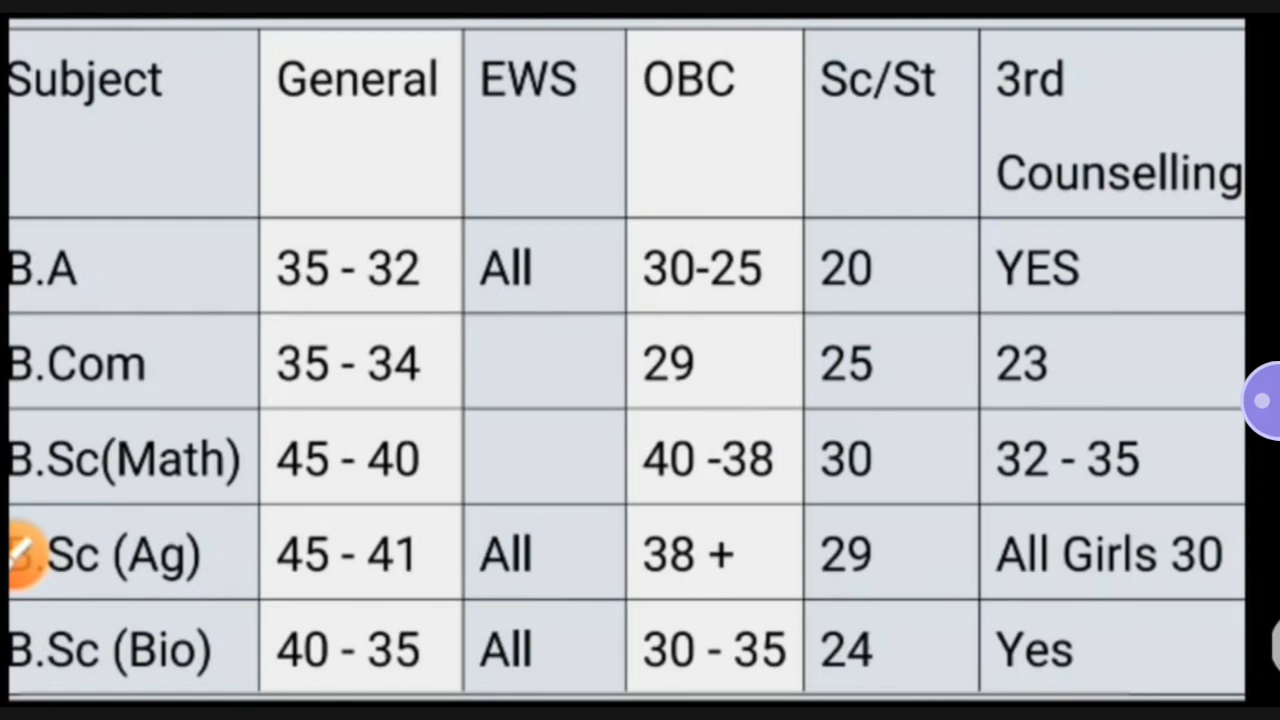 Subject General EWS OBC Sc/St 3rd
Counselling
B.A 35 - 32 All 30-25 20 YES
B.Com 35 - 34 29 25 23
B.Sc(Math) 45 - 40 40 -38 30 32 - 35
B.Sc (Ag) 45 - 41 All 38 + 29 All Girls 30
B.Sc (Bio) 40 - 35 All 30 - 35 24 Yes